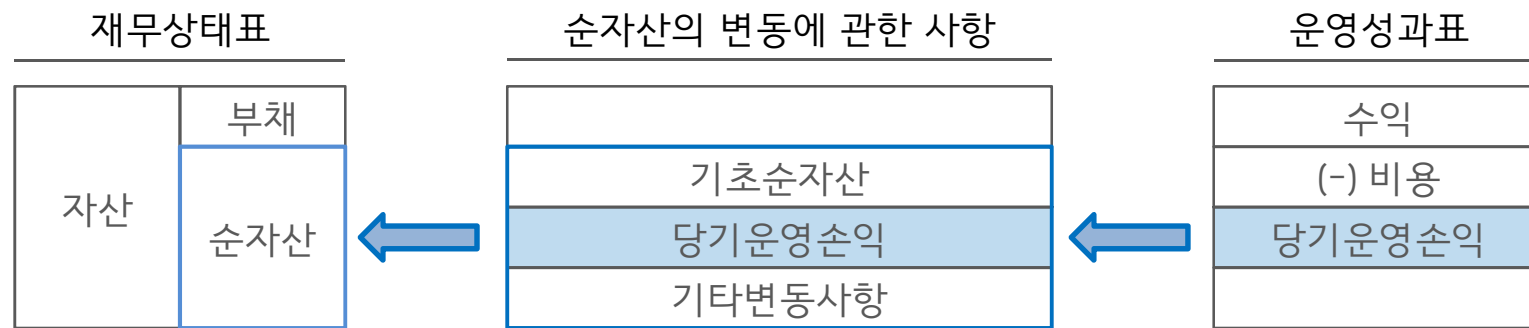 재무상태표
자산
부채
순자산
순자산의 변동에 관한 사항
기초순자산
당기운영손익
기타변동사항
운영성과표
수익
(-) 비용
당기운영손익